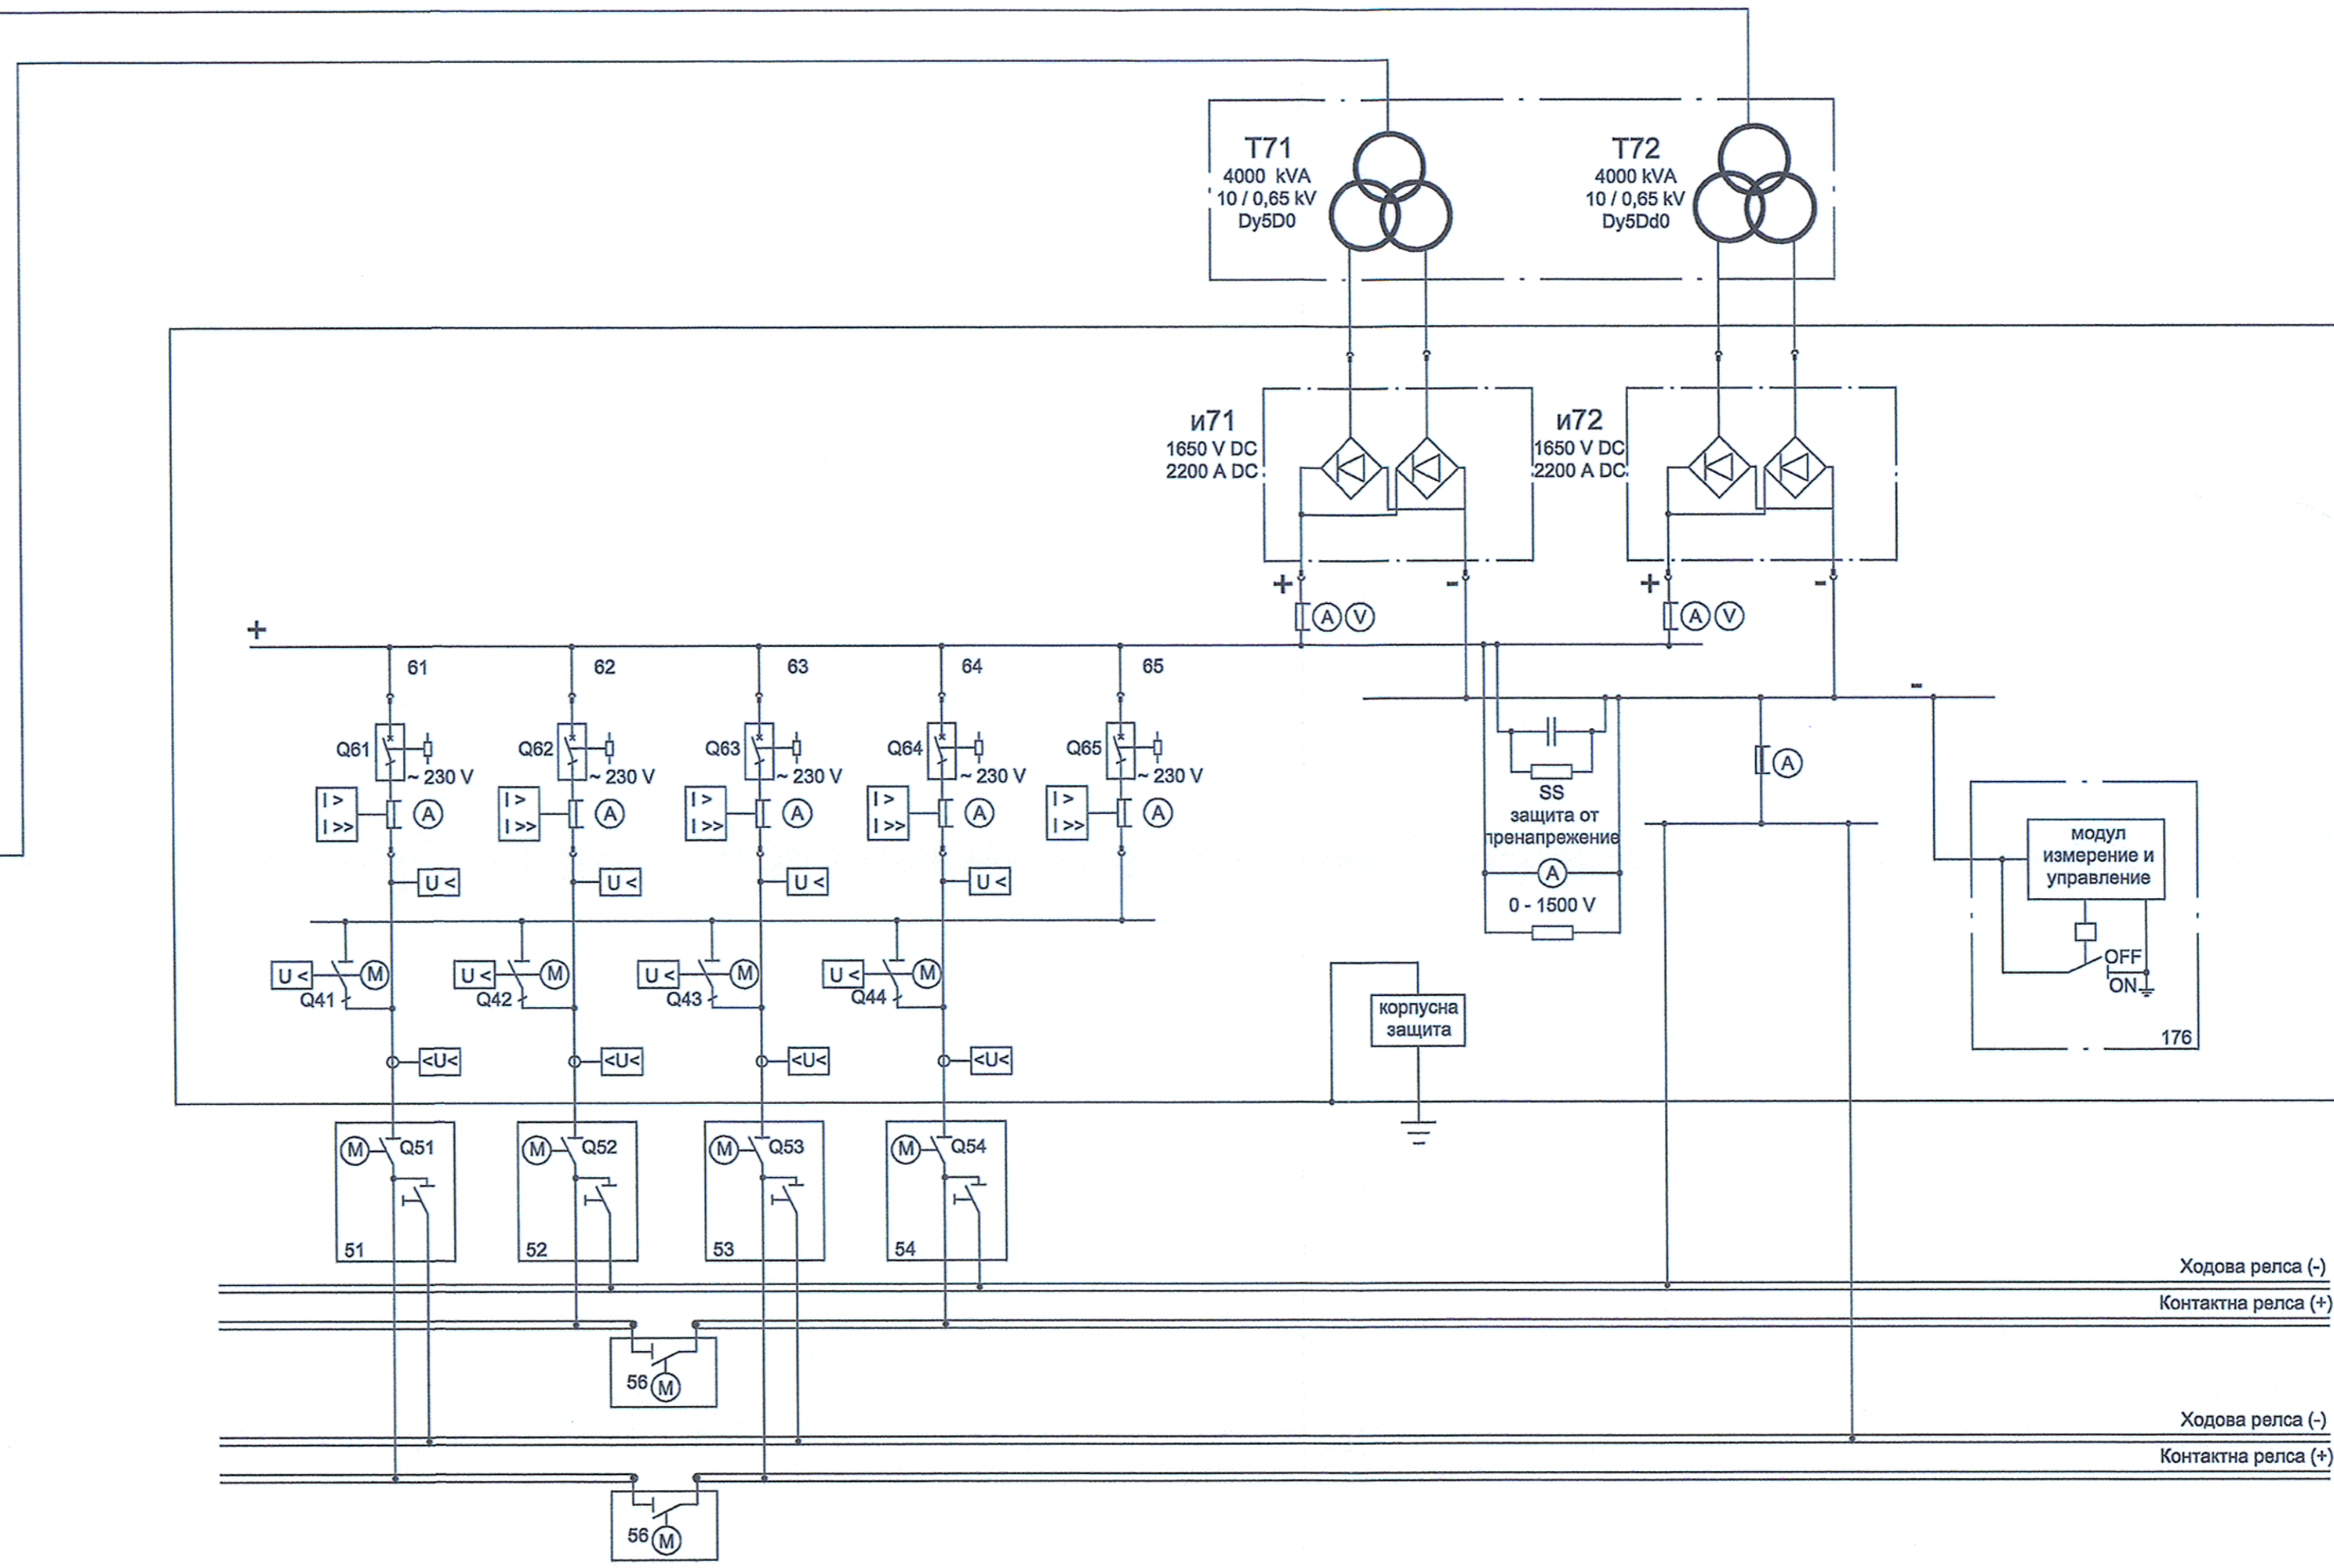 T71
4000 kVA
10 / 0,65 kV
Dy5D0
T72
4000 kVA
10 / 0,65 kV
Dy5Dd0
и71
1650 V DC
2200 A DC
и72
1650 V DC
2200 A DC
+
-
+
-
A
V
A
V
+
61
62
63
64
65
-
Q61
~ 230 V
Q62
~ 230 V
Q63
~ 230 V
Q64
~ 230 V
Q65
~ 230 V
I >
I >>
A
I >
I >>
A
I >
I >>
A
I >
I >>
A
I >
I >>
A
SS
защита от
пренапрежение
A
0 - 1500 V
A
модул
измерение и
управление
OFF
ON
176
U <
U <
U <
U <
U <
M
Q41
U <
M
Q42
U <
M
Q43
U <
M
Q44
корпусна
защита
<U<
<U<
<U<
<U<
M
Q51
51
M
Q52
52
M
Q53
53
M
Q54
54
Ходова релса (-)
Контактна релса (+)
56
M
Ходова релса (-)
Контактна релса (+)
56
M